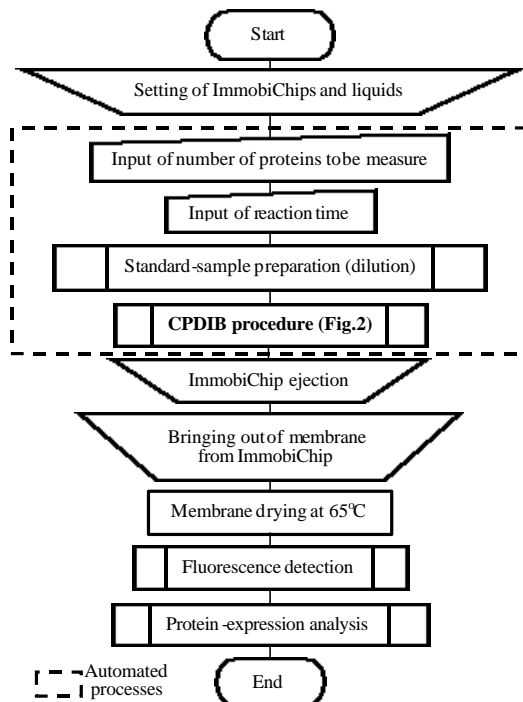 Start
Setting of ImmobiChips and liquids
Input of number of proteins to be measure
Input of reaction time
Standard-sample preparation (dilution)
CPDIB procedure (Fig.2)
ImmobiChip ejection
Bringing out of membrane
from ImmobiChip
Membrane drying at 65°C
Fluorescence detection
Protein-expression analysis
End
Automated
processes